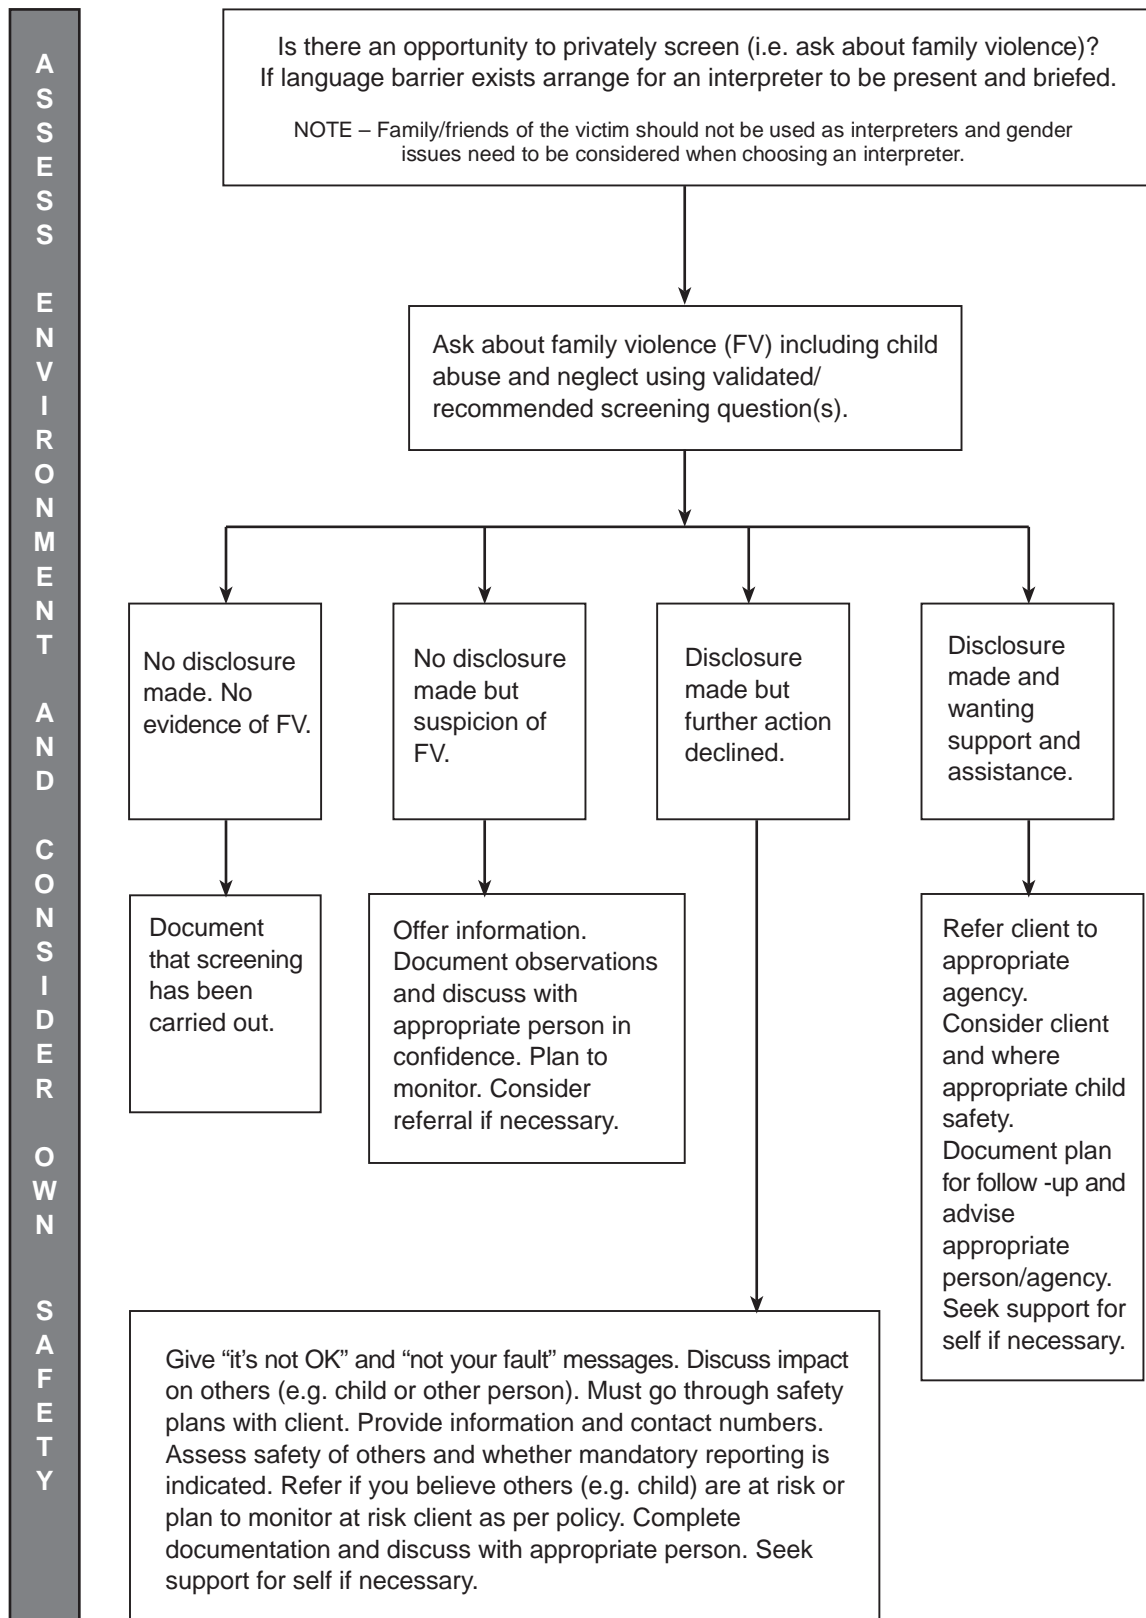 ASSESS ENVIRONMENT AND CONSIDER OWN SAFETY
Is there an opportunity to privately screen (i.e. ask about family violence)?
If language barrier exists arrange for an interpreter to be present and briefed.
NOTE – Family/friends of the victim should not be used as interpreters and gender
issues need to be considered when choosing an interpreter.
Ask about family violence (FV) including child
abuse and neglect using validated/
recommended screening question(s).
No disclosure
made. No
evidence of FV.
No disclosure
made but
suspicion of
FV.
Disclosure
made but
further action
declined.
Disclosure
made and
wanting
support and
assistance.
Document
that screening
has been
carried out.
Offer information.
Document observations
and discuss with
appropriate person in
confidence. Plan to
monitor. Consider
referral if necessary.
Refer client to
appropriate
agency.
Consider client
and where
appropriate child
safety.
Document plan
for follow -up and
advise
appropriate
person/agency.
Seek support for
self if necessary.
Give “it’s not OK” and “not your fault” messages. Discuss impact
on others (e.g. child or other person). Must go through safety
plans with client. Provide information and contact numbers.
Assess safety of others and whether mandatory reporting is
indicated. Refer if you believe others (e.g. child) are at risk or
plan to monitor at risk client as per policy. Complete
documentation and discuss with appropriate person. Seek
support for self if necessary.